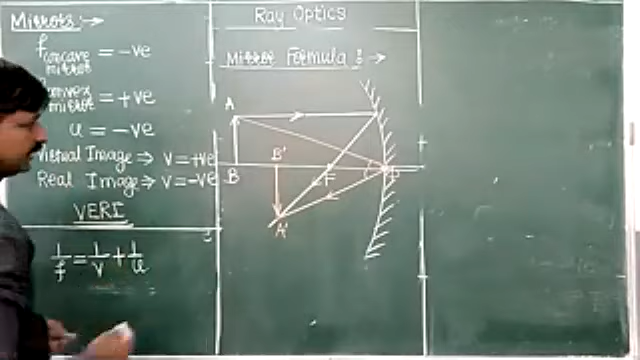 Mirrors:→
f concave mirror = -ve
convex mirror = +ve
u = -ve
Virtual Image ⇒ v = +ve
Real Image ⇒ v = -ve
VERI
1/f = 1/v + 1/u
Ray Optics
Mirror Formula :→
A
B'
B
F
A'